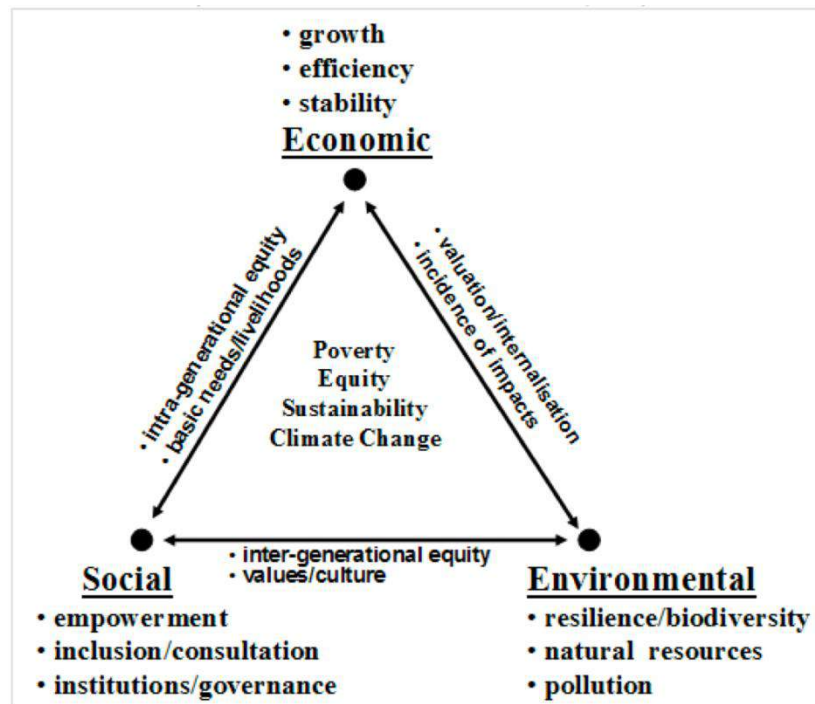 • growth
• efficiency
• stability
Economic
• intra-generational equity
• basic needs/livelihoods
• valuation/internalisation
• incidence of impacts
Poverty
Equity
Sustainability
Climate Change
• inter-generational equity
• values/culture
Social
• empowerment
• inclusion/consultation
• institutions/governance
Environmental
• resilience/biodiversity
• natural resources
• pollution